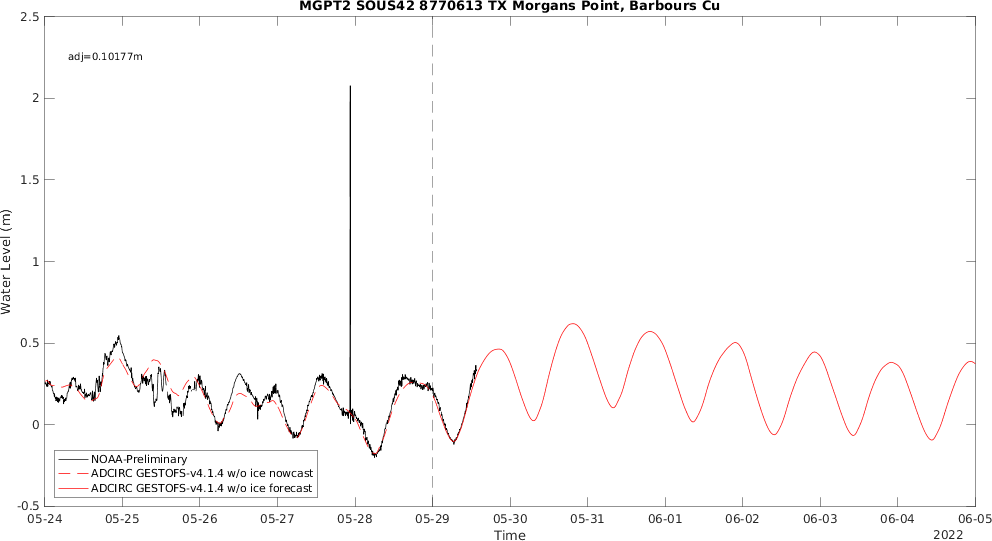 MGPT2 SOUS42 8770613 TX Morgans Point, Barbours Cu
adj=0.10177m
2.5
2
1.5
1
0.5
0
-0.5
Water Level (m)
NOAA-Preliminary
ADCIRC GESTOFS-v4.1.4 w/o ice nowcast
ADCIRC GESTOFS-v4.1.4 w/o ice forecast
05-24 05-25 05-26 05-27 05-28 05-29 05-30 05-31 06-01 06-02 06-03 06-04 06-05
Time
2022